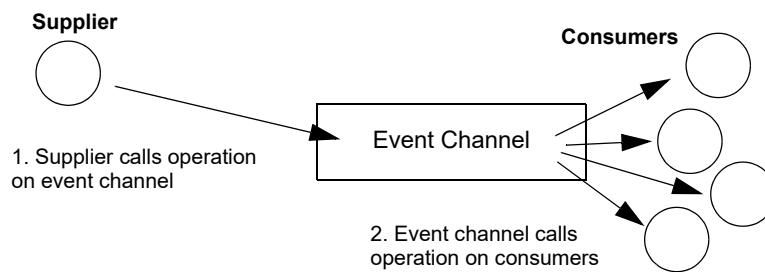 Supplier
Consumers
Event Channel
1. Supplier calls operation
on event channel
2. Event channel calls
operation on consumers